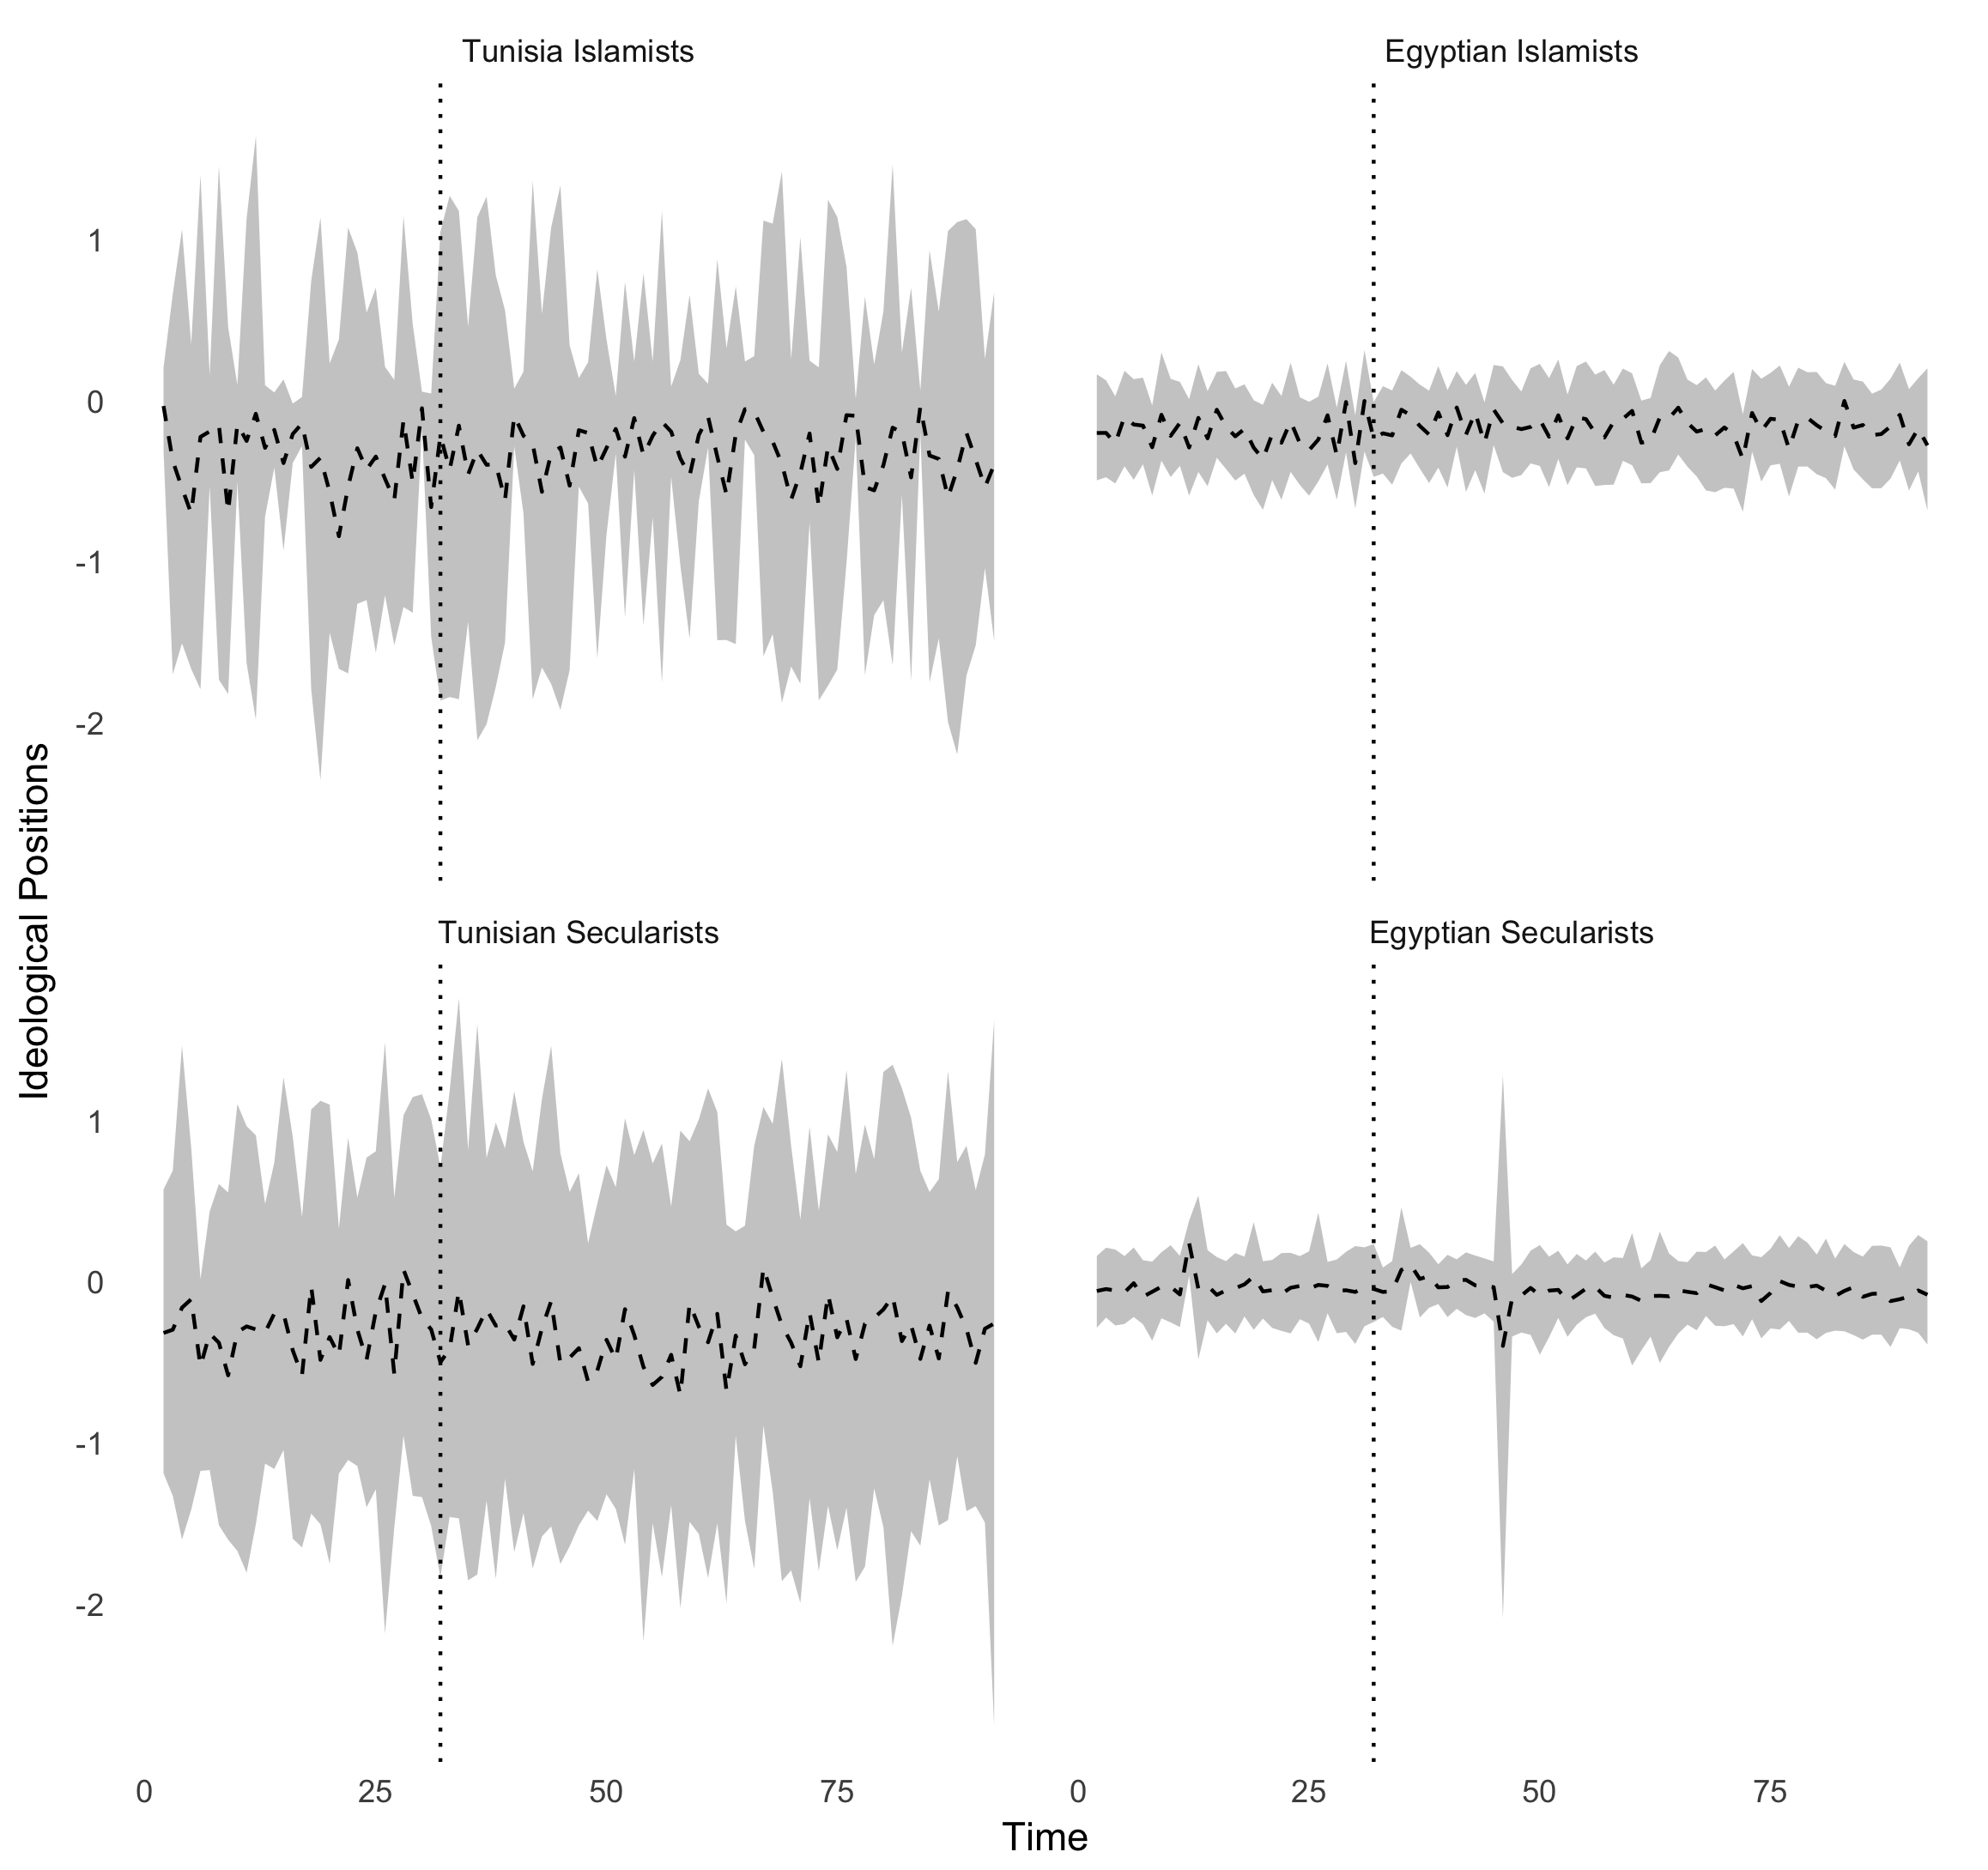 Tunisia Islamists
Egyptian Islamists
1
0
-1
-2
Ideological Positions
Tunisian Secularists
Egyptian Secularists
1
0
-1
-2
0 25 50 75
0 25 50 75
Time